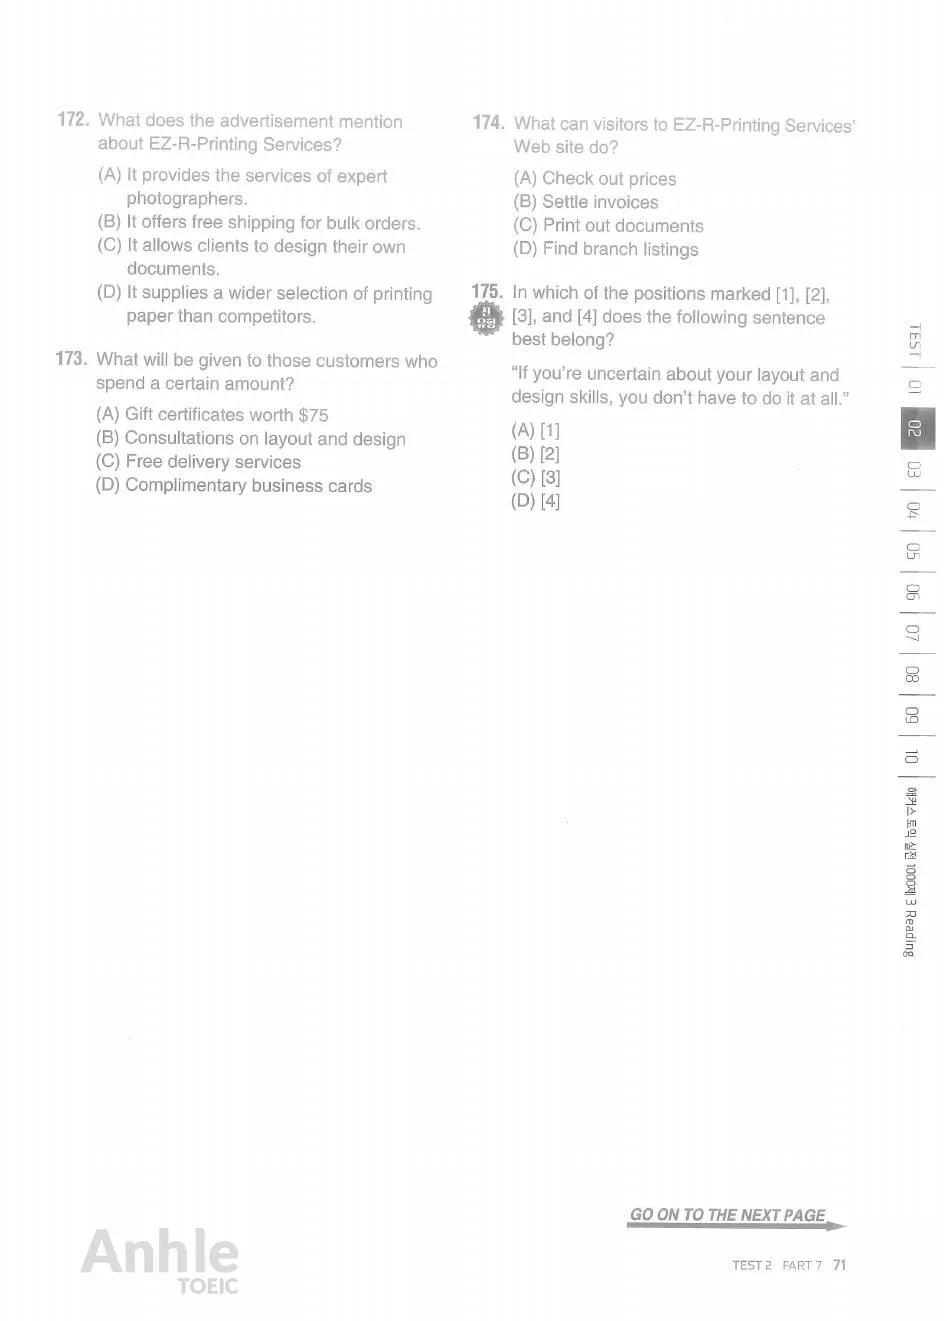 172. What does the advertisement mention
about EZ-R-Printing Services?
(A) It provides the services of expert
photographers.
(B) It offers free shipping for bulk orders.
(C) It allows clients to design their own
documents.
(D) It supplies a wider selection of printing
paper than competitors.
173. What will be given to those customers who
spend a certain amount?
(A) Gift certificates worth $75
(B) Consultations on layout and design
(C) Free delivery services
(D) Complimentary business cards
174. What can visitors to EZ-R-Printing Services'
Web site do?
(A) Check out prices
(B) Settle invoices
(C) Print out documents
(D) Find branch listings
175. In which of the positions marked [1], [2],
[3], and [4] does the following sentence
best belong?
"If you're uncertain about your layout and
design skills, you don't have to do it at all."
(A) [1]
(B) [2]
(C) [3]
(D) [4]
TEST
01
02
03
04
05
06
07
08
09
10
해커스 토익 실전 1000제 3 Reading
GO ON TO THE NEXT PAGE
Anhle
TOEIC
TEST 2 PART 7 71